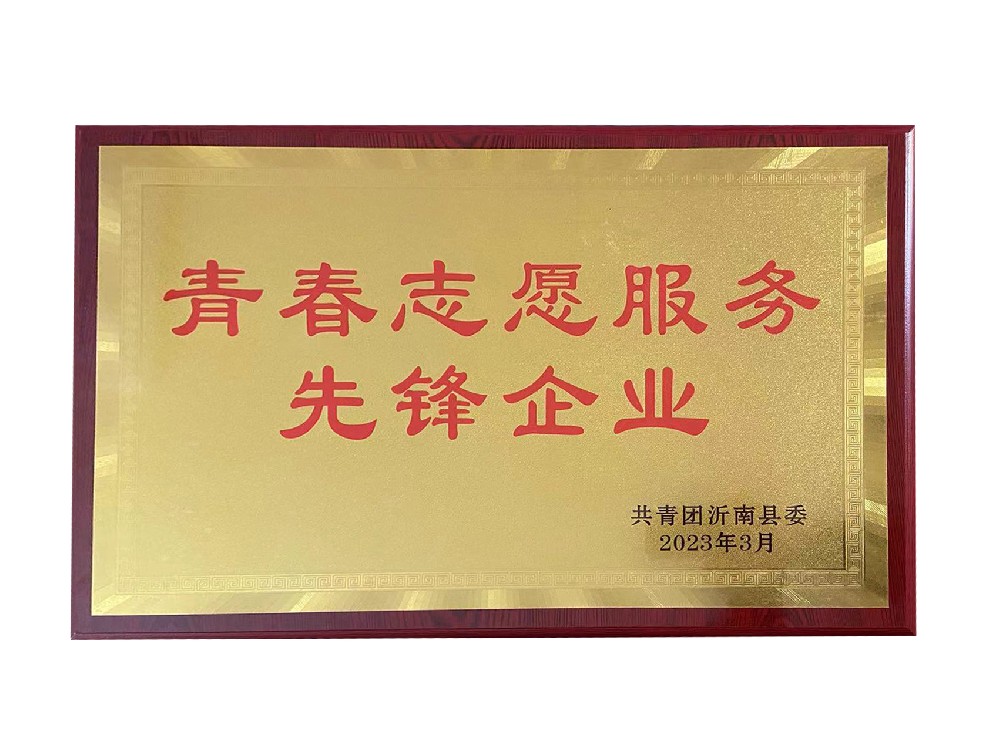 青春志愿服务
先锋企业
共青团沂南县委
2023年3月